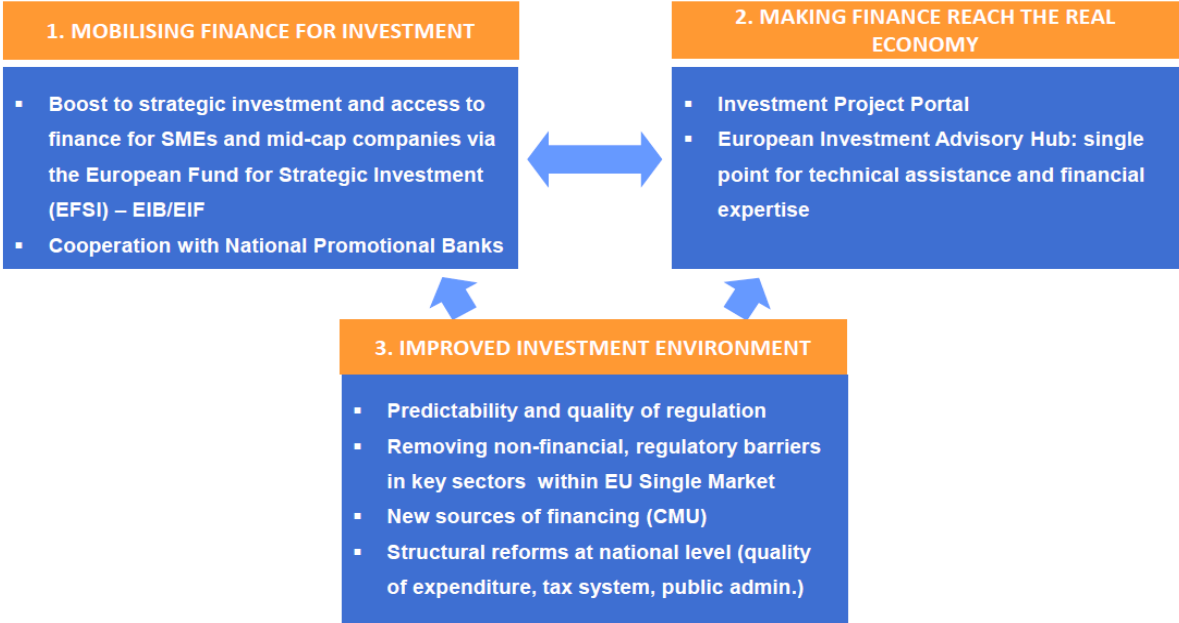 1. MOBILISING FINANCE FOR INVESTMENT
▪ Boost to strategic investment and access to
finance for SMEs and mid-cap companies via
the European Fund for Strategic Investment
(EFSI) – EIB/EIF
▪ Cooperation with National Promotional Banks
2. MAKING FINANCE REACH THE REAL
ECONOMY
▪ Investment Project Portal
▪ European Investment Advisory Hub: single
point for technical assistance and financial
expertise
3. IMPROVED INVESTMENT ENVIRONMENT
▪ Predictability and quality of regulation
▪ Removing non-financial, regulatory barriers
in key sectors within EU Single Market
▪ New sources of financing (CMU)
▪ Structural reforms at national level (quality
of expenditure, tax system, public admin.)